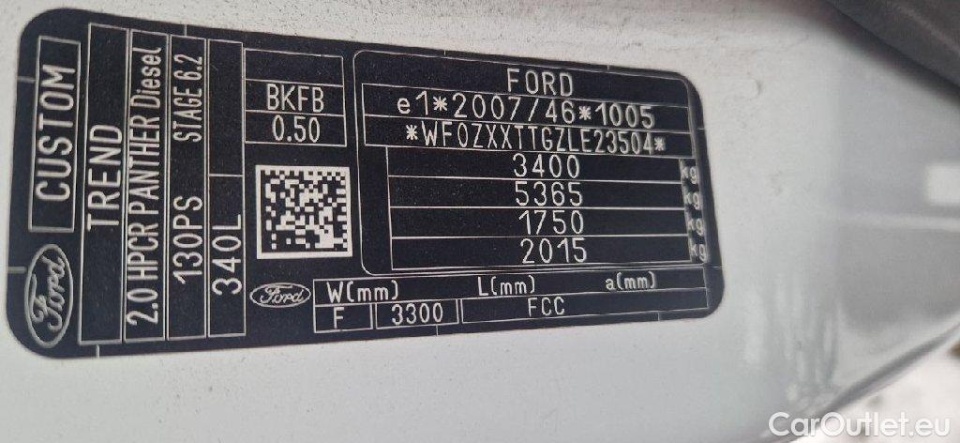 CUSTOM
TREND
2.0 HPCR PANTHER Diesel
130PS STAGE 6.2
340L
Ford
BKFB
0.50
FORD
e1*2007/46*1005
*WF0ZXXTTGZLE23504*
3400 kg
5365 kg
1750 kg
2015 kg
Ford
W(mm) L(mm) a(mm)
F 3300 FCC
CarOutlet.eu